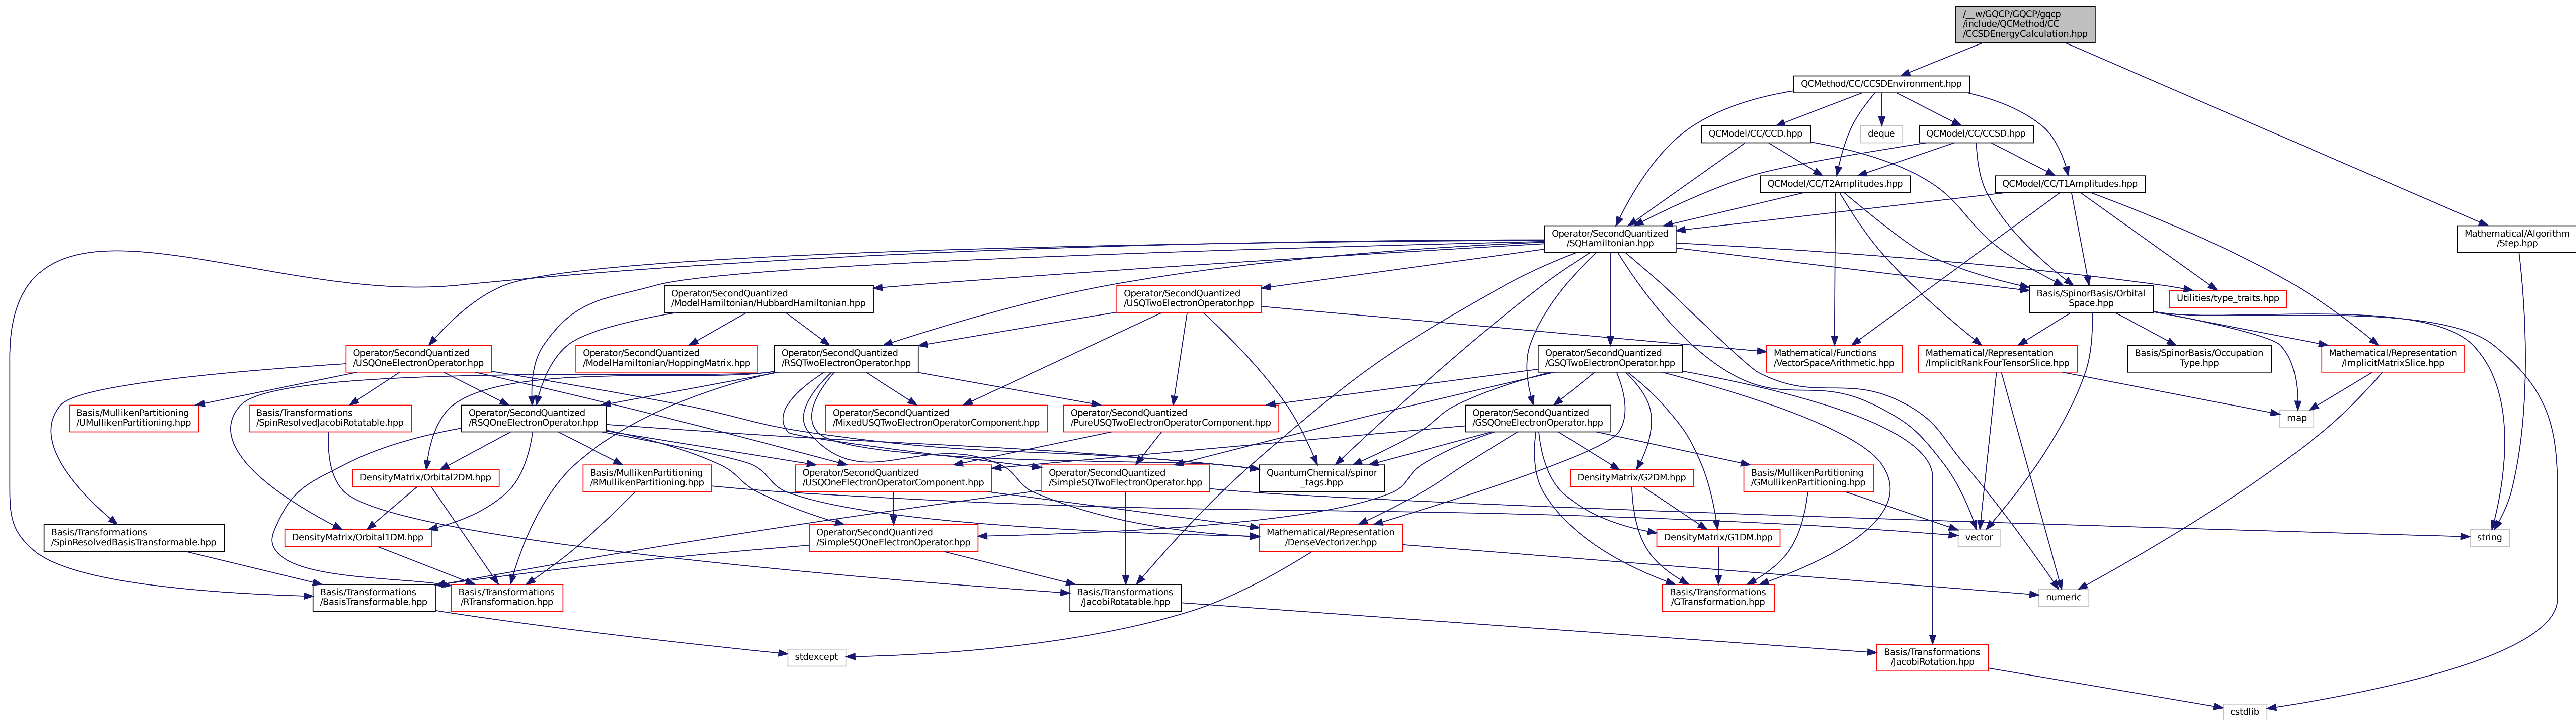 /__w/GQCP/GQCP/gqcp
/include/QCMethod/CC
/CCSDEnergyCalculation.hpp
QCMethod/CC/CCSDEnvironment.hpp
QCModel/CC/CCD.hpp
deque
QCModel/CC/CCSD.hpp
QCModel/CC/T2Amplitudes.hpp
QCModel/CC/T1Amplitudes.hpp
Operator/SecondQuantized
/SQHamiltonian.hpp
Mathematical/Algorithm
/Step.hpp
Operator/SecondQuantized
/ModelHamiltonian/HubbardHamiltonian.hpp
Operator/SecondQuantized
/USQTwoElectronOperator.hpp
Basis/SpinorBasis/Orbital
Space.hpp
Utilities/type_traits.hpp
Operator/SecondQuantized
/USQOneElectronOperator.hpp
Operator/SecondQuantized
/ModelHamiltonian/HoppingMatrix.hpp
Operator/SecondQuantized
/RSQTwoElectronOperator.hpp
Mathematical/Functions
/VectorSpaceArithmetic.hpp
Operator/SecondQuantized
/GSQTwoElectronOperator.hpp
Mathematical/Representation
/ImplicitRankFourTensorSlice.hpp
Basis/SpinorBasis/Occupation
Type.hpp
Mathematical/Representation
/ImplicitMatrixSlice.hpp
Basis/MullikenPartitioning
/UMullikenPartitioning.hpp
Basis/Transformations
/SpinResolvedJacobiRotatable.hpp
Operator/SecondQuantized
/RSQOneElectronOperator.hpp
Operator/SecondQuantized
/MixedUSQTwoElectronOperatorComponent.hpp
Operator/SecondQuantized
/PureUSQTwoElectronOperatorComponent.hpp
Operator/SecondQuantized
/GSQOneElectronOperator.hpp
map
DensityMatrix/Orbital2DM.hpp
Basis/MullikenPartitioning
/RMullikenPartitioning.hpp
Operator/SecondQuantized
/USQOneElectronOperatorComponent.hpp
Operator/SecondQuantized
/SimpleSQTwoElectronOperator.hpp
QuantumChemical/spinor
_tags.hpp
DensityMatrix/G2DM.hpp
Basis/MullikenPartitioning
/GMullikenPartitioning.hpp
Basis/Transformations
/SpinResolvedBasisTransformable.hpp
DensityMatrix/Orbital1DM.hpp
Operator/SecondQuantized
/SimpleSQOneElectronOperator.hpp
Mathematical/Representation
/DenseVectorizer.hpp
DensityMatrix/G1DM.hpp
vector
string
Basis/Transformations
/BasisTransformable.hpp
Basis/Transformations
/RTransformation.hpp
Basis/Transformations
/JacobiRotatable.hpp
Basis/Transformations
/GTransformation.hpp
numeric
stdexcept
Basis/Transformations
/JacobiRotation.hpp
cstdlib